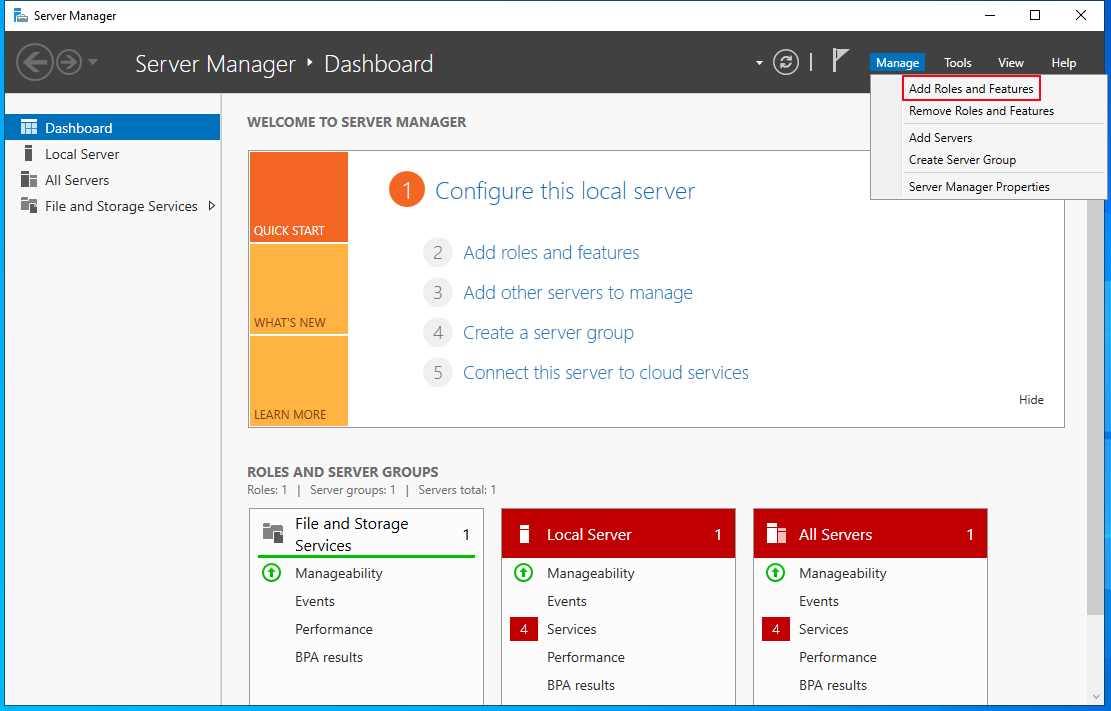 Server Manager
Server Manager ‣ Dashboard
Manage Tools View Help
Add Roles and Features
Remove Roles and Features
Add Servers
Create Server Group
Server Manager Properties
Dashboard
Local Server
All Servers
File and Storage Services
WELCOME TO SERVER MANAGER
QUICK START
WHAT'S NEW
LEARN MORE
1 Configure this local server
2 Add roles and features
3 Add other servers to manage
4 Create a server group
5 Connect this server to cloud services
Hide
ROLES AND SERVER GROUPS
Roles: 1 | Server groups: 1 | Servers total: 1
File and Storage
Services 1
Manageability
Events
Performance
BPA results
Local Server 1
Manageability
Events
4 Services
Performance
BPA results
All Servers 1
Manageability
Events
4 Services
Performance
BPA results